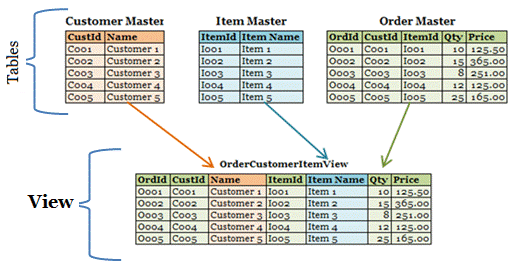 Tables
Customer Master
CustId Name
C001 Customer 1
C002 Customer 2
C003 Customer 3
C004 Customer 4
C005 Customer 5
Item Master
ItemId Item Name
I001 Item 1
I002 Item 2
I003 Item 3
I004 Item 4
I005 Item 5
Order Master
OrdId CustId ItemId Qty Price
O001 C001 I001 10 125.50
O002 C002 I002 15 365.00
O003 C003 I003 8 251.00
O004 C004 I004 12 125.00
O005 C005 I005 25 165.00
View
OrderCustomerItemView
OrdId CustId Name ItemId Item Name Qty Price
O001 C001 Customer 1 I001 Item 1 10 125.50
O002 C002 Customer 2 I002 Item 2 15 365.00
O003 C003 Customer 3 I003 Item 3 8 251.00
O004 C004 Customer 4 I004 Item 4 12 125.00
O005 C005 Customer 5 I005 Item 5 25 165.00